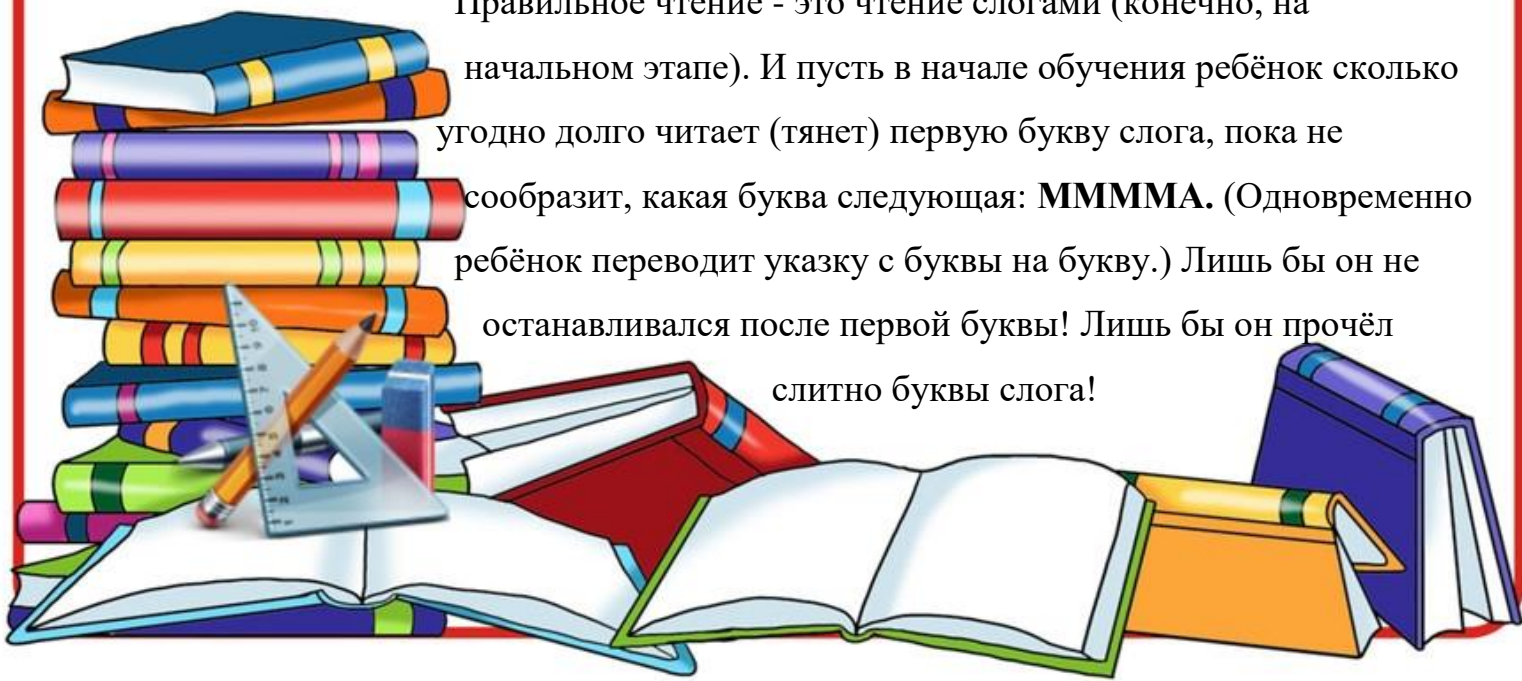 Правильное чтение - это чтение слогами (конечно, на
начальном этапе). И пусть в начале обучения ребёнок сколько
угодно долго читает (тянет) первую букву слога, пока не
сообразит, какая буква следующая: МММММА. (Одновременно
ребёнок переводит указку с буквы на букву.) Лишь бы он не
останавливался после первой буквы! Лишь бы он прочёл
слитно буквы слога!